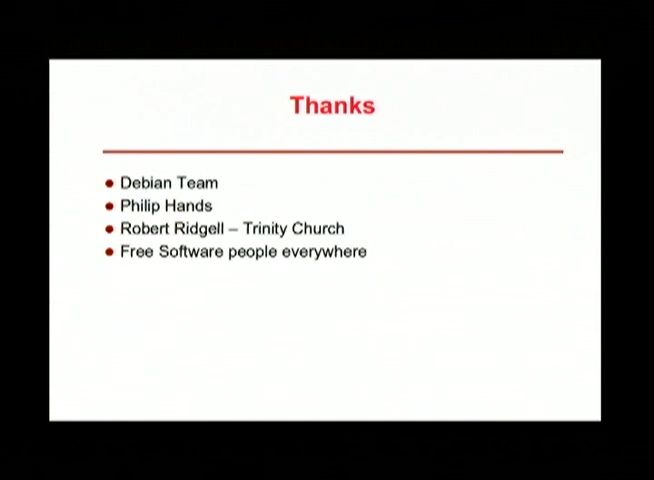 Thanks
● Debian Team
● Philip Hands
● Robert Ridgell – Trinity Church
● Free Software people everywhere